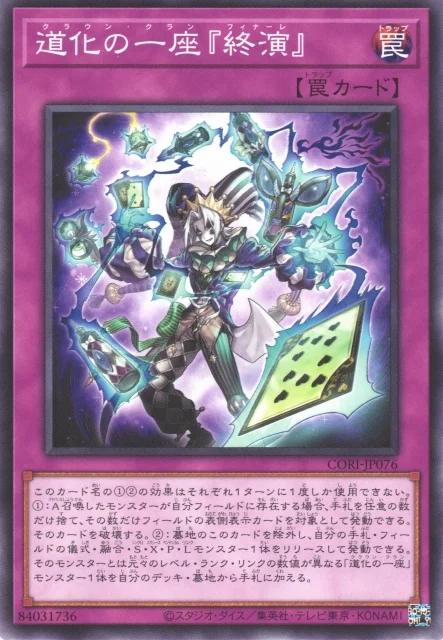 クラウン・クラン フィナーレ
道化の一座『終演』
トラップ
罠
トラップ
【罠カード】
CORI-JP076
このカード名の①②の効果はそれぞれ1ターンに1度しか使用できない。
①:A召喚したモンスターが自分フィールドに存在する場合、手札を任意の数
だけ捨て、その数だけフィールドの表側表示カードを対象として発動できる。
そのカードを破壊する。②:墓地のこのカードを除外し、自分の手札・フィー
ルドの儀式・融合・S・X・P・Lモンスター1体をリリースして発動できる。
そのモンスターとは元々のレベル・ランク・リンクの数値が異なる「道化の一座」
モンスター1体を自分のデッキ・墓地から手札に加える。
84031736
©スタジオ・ダイス/集英社・テレビ東京・KONAMI